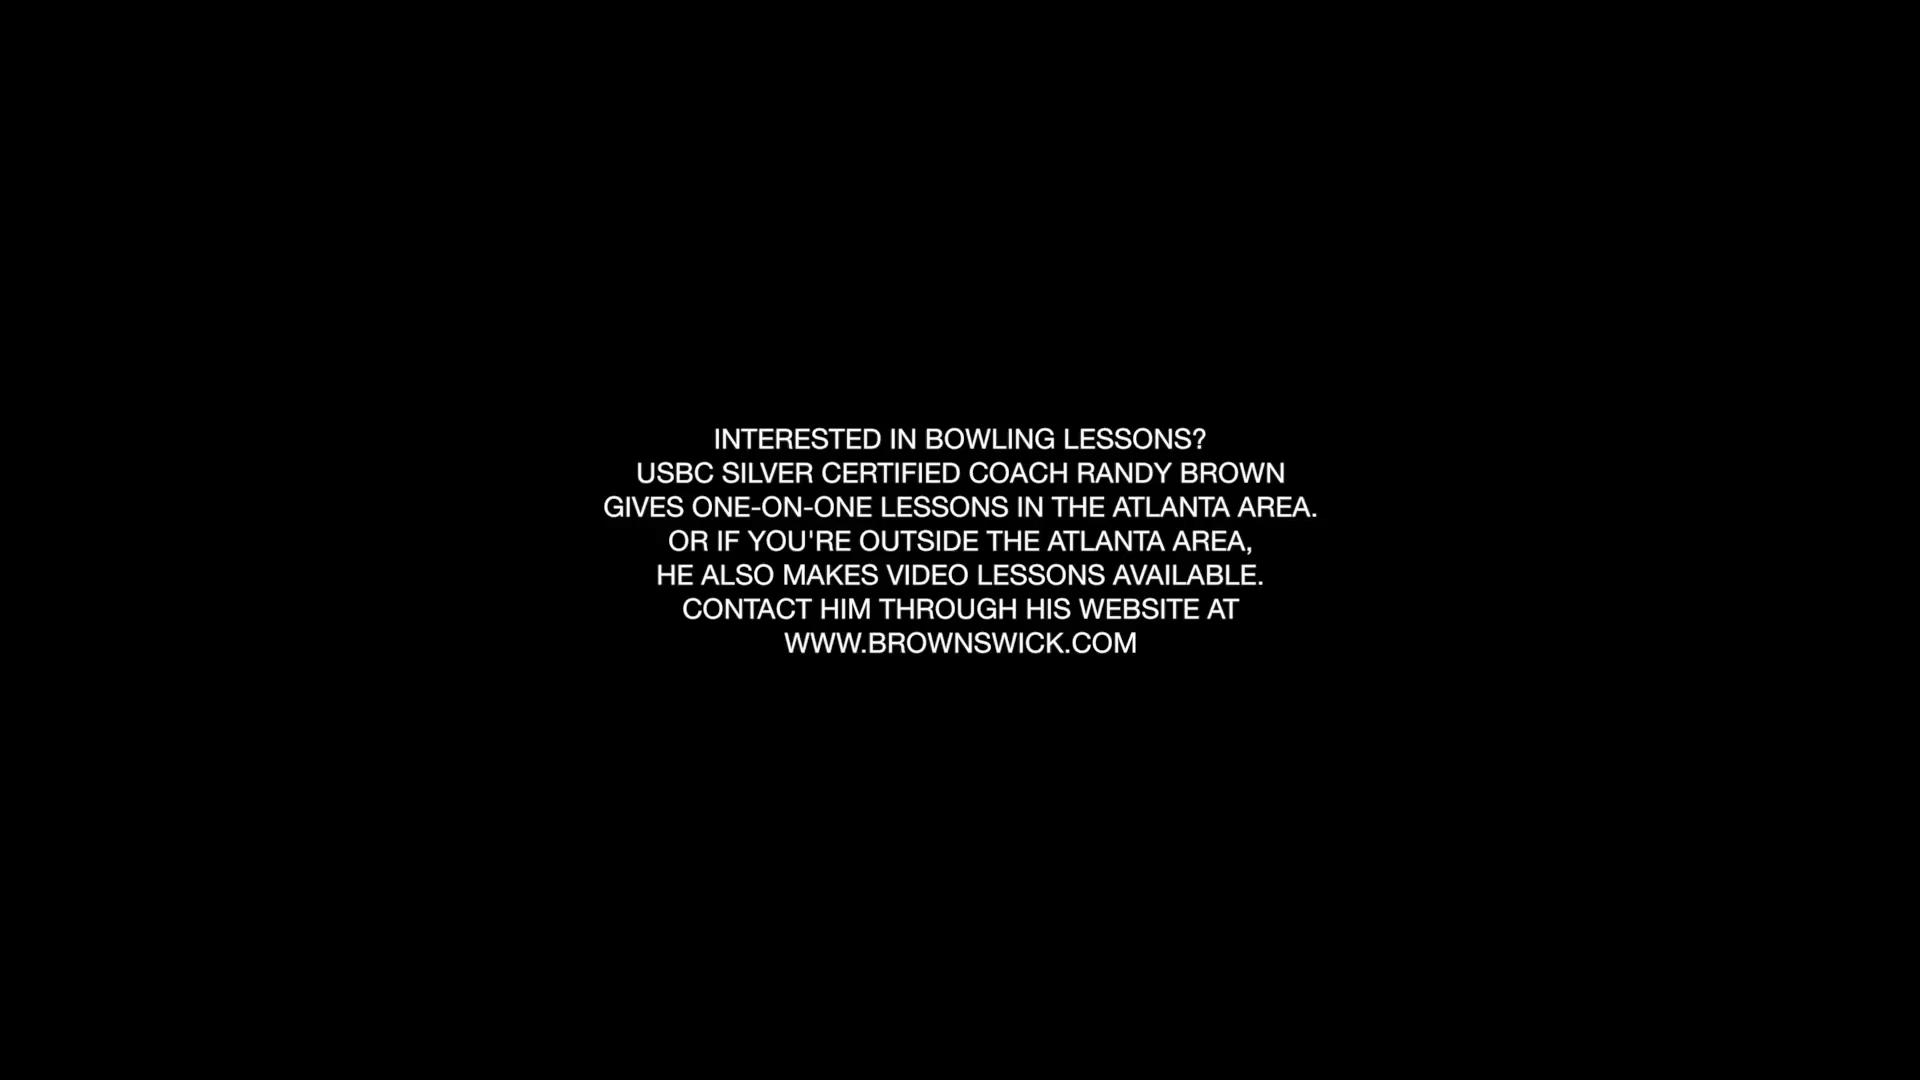 INTERESTED IN BOWLING LESSONS?
USBC SILVER CERTIFIED COACH RANDY BROWN
GIVES ONE-ON-ONE LESSONS IN THE ATLANTA AREA.
OR IF YOU'RE OUTSIDE THE ATLANTA AREA,
HE ALSO MAKES VIDEO LESSONS AVAILABLE.
CONTACT HIM THROUGH HIS WEBSITE AT
WWW.BROWNSWICK.COM